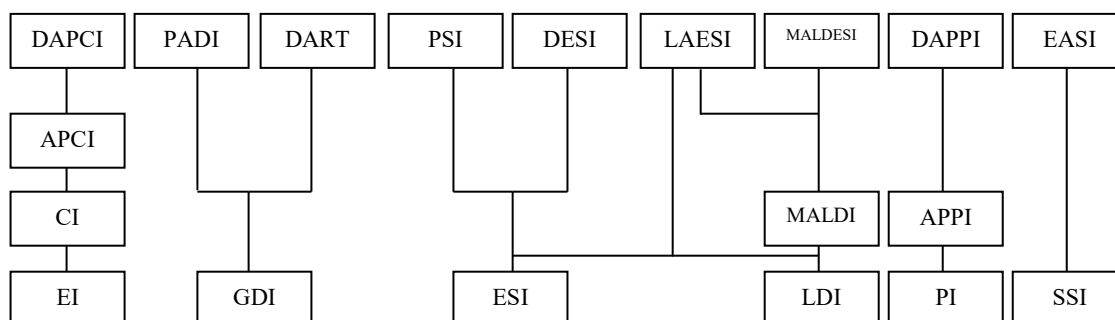 DAPCI PADI DART PSI DESI LAESI MALDESI DAPPI EASI
APCI
CI MALDI APPI
EI GDI ESI LDI PI SSI